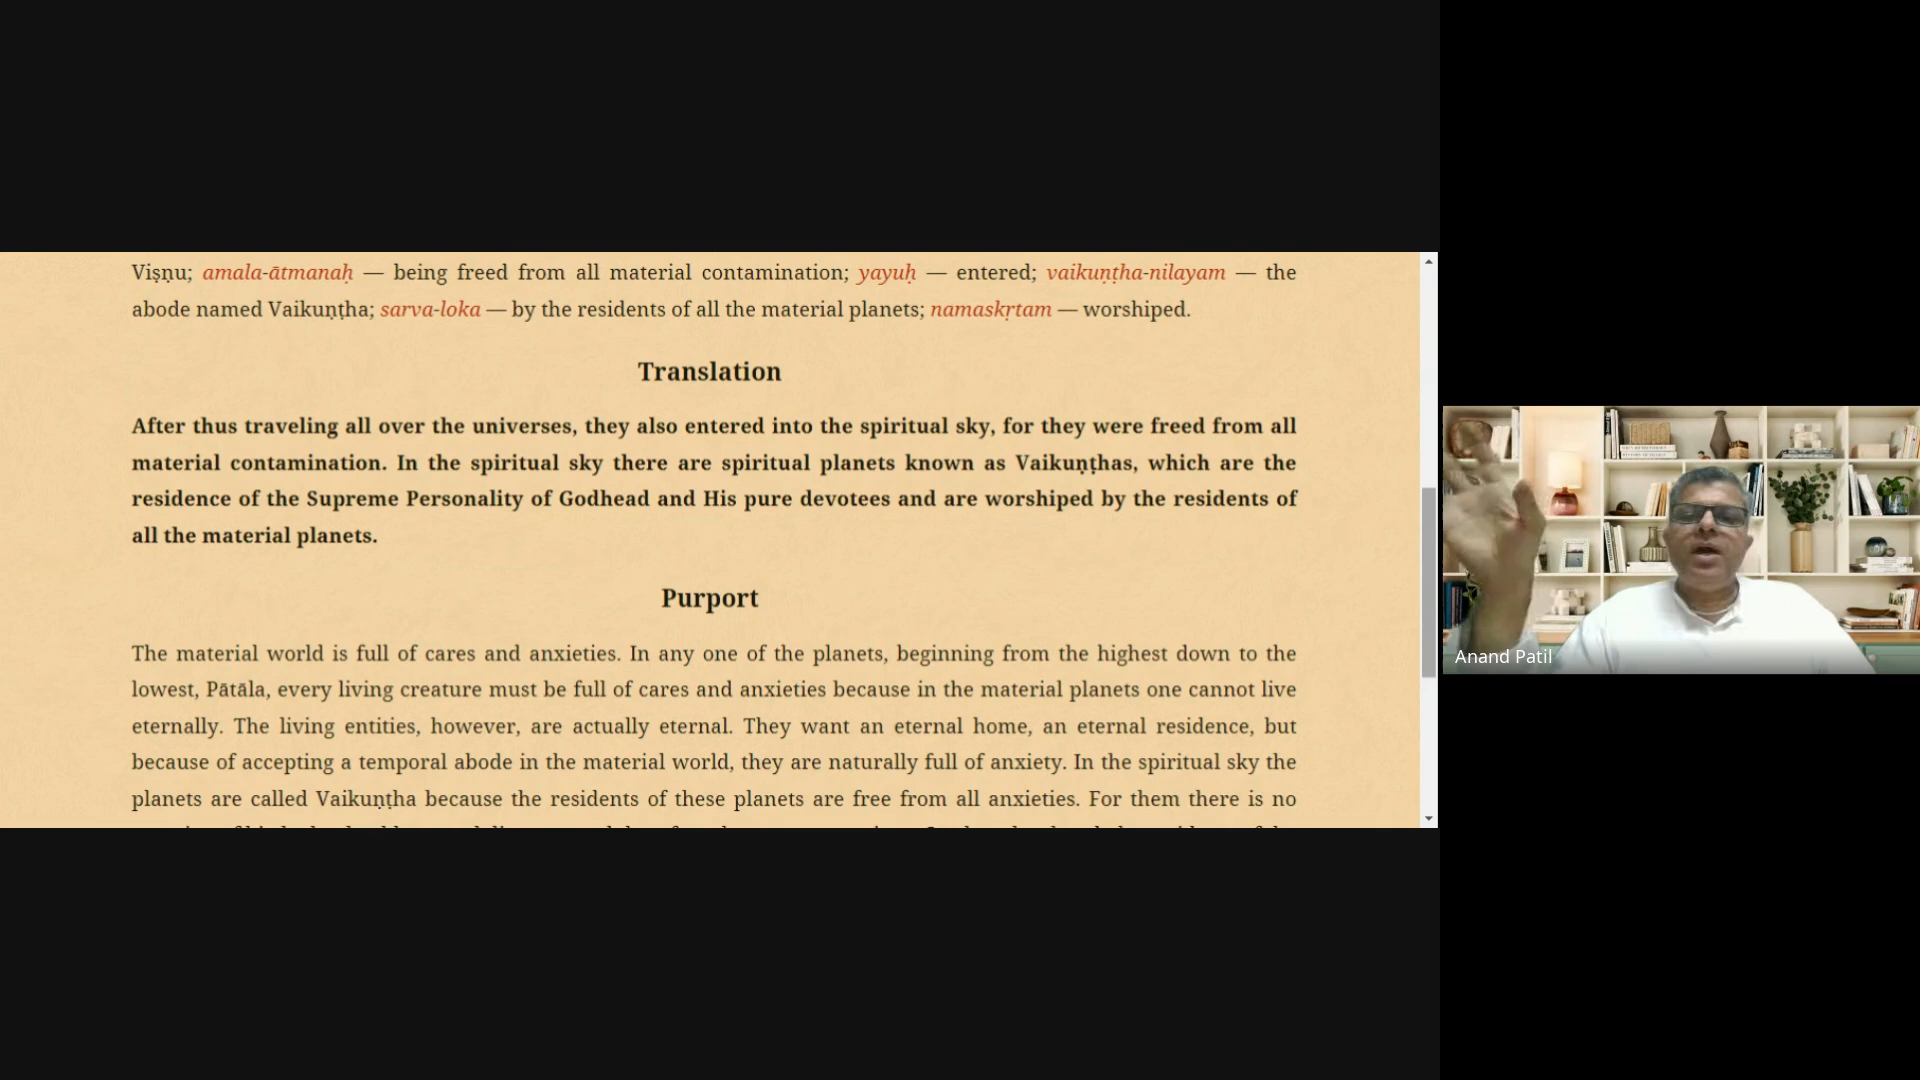 Viṣṇu; amala-ātmanaḥ — being freed from all material contamination; yayuḥ — entered; vaikuṇṭha-nilayam — the
abode named Vaikuṇṭha; sarva-loka — by the residents of all the material planets; namaskṛtam — worshiped.
Translation
After thus traveling all over the universes, they also entered into the spiritual sky, for they were freed from all
material contamination. In the spiritual sky there are spiritual planets known as Vaikuṇṭhas, which are the
residence of the Supreme Personality of Godhead and His pure devotees and are worshiped by the residents of
all the material planets.
Purport
The material world is full of cares and anxieties. In any one of the planets, beginning from the highest down to the
lowest, Pātāla, every living creature must be full of cares and anxieties because in the material planets one cannot live
eternally. The living entities, however, are actually eternal. They want an eternal home, an eternal residence, but
because of accepting a temporal abode in the material world, they are naturally full of anxiety. In the spiritual sky the
planets are called Vaikuṇṭha because the residents of these planets are free from all anxieties. For them there is no
Anand Patil